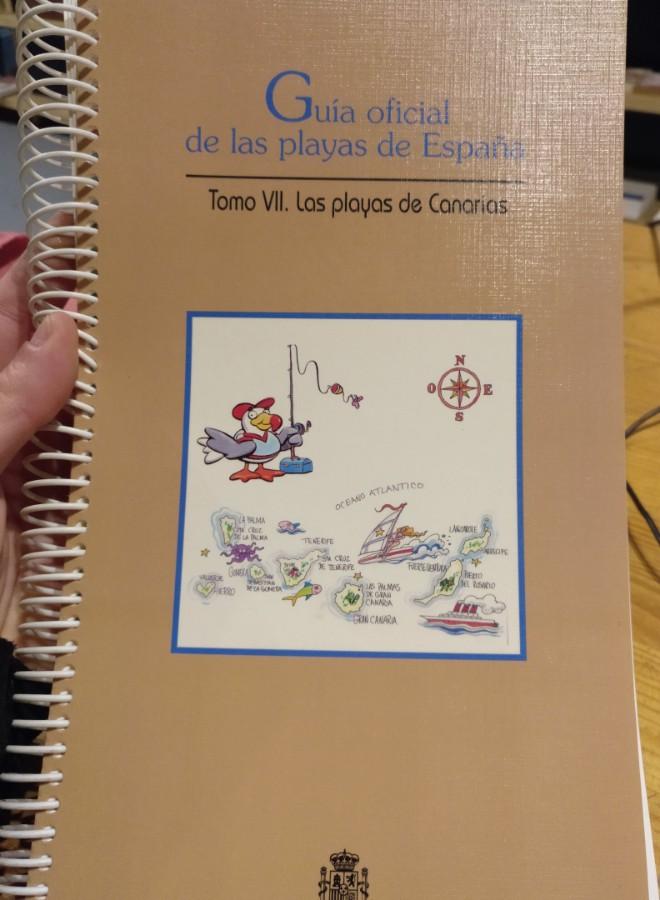 Guía oficial
de las playas de España
Tomo VII. Las playas de Canarias
N
O
E
S
OCEANO ATLANTICO
LA PALMA
STA CRUZ
DE LA PALMA
TENERIFE
STA CRUZ
DE TENERIFE
LANZAROTE
ARRECIFE
FUERTEVENTURA
PUERTO
DEL ROSARIO
VALVERDE
HIERRO
GOMERA
SAN
SEBASTIAN
DE LA GOMERA
LAS PALMAS
DE GRAN
CANARIA
GRAN CANARIA